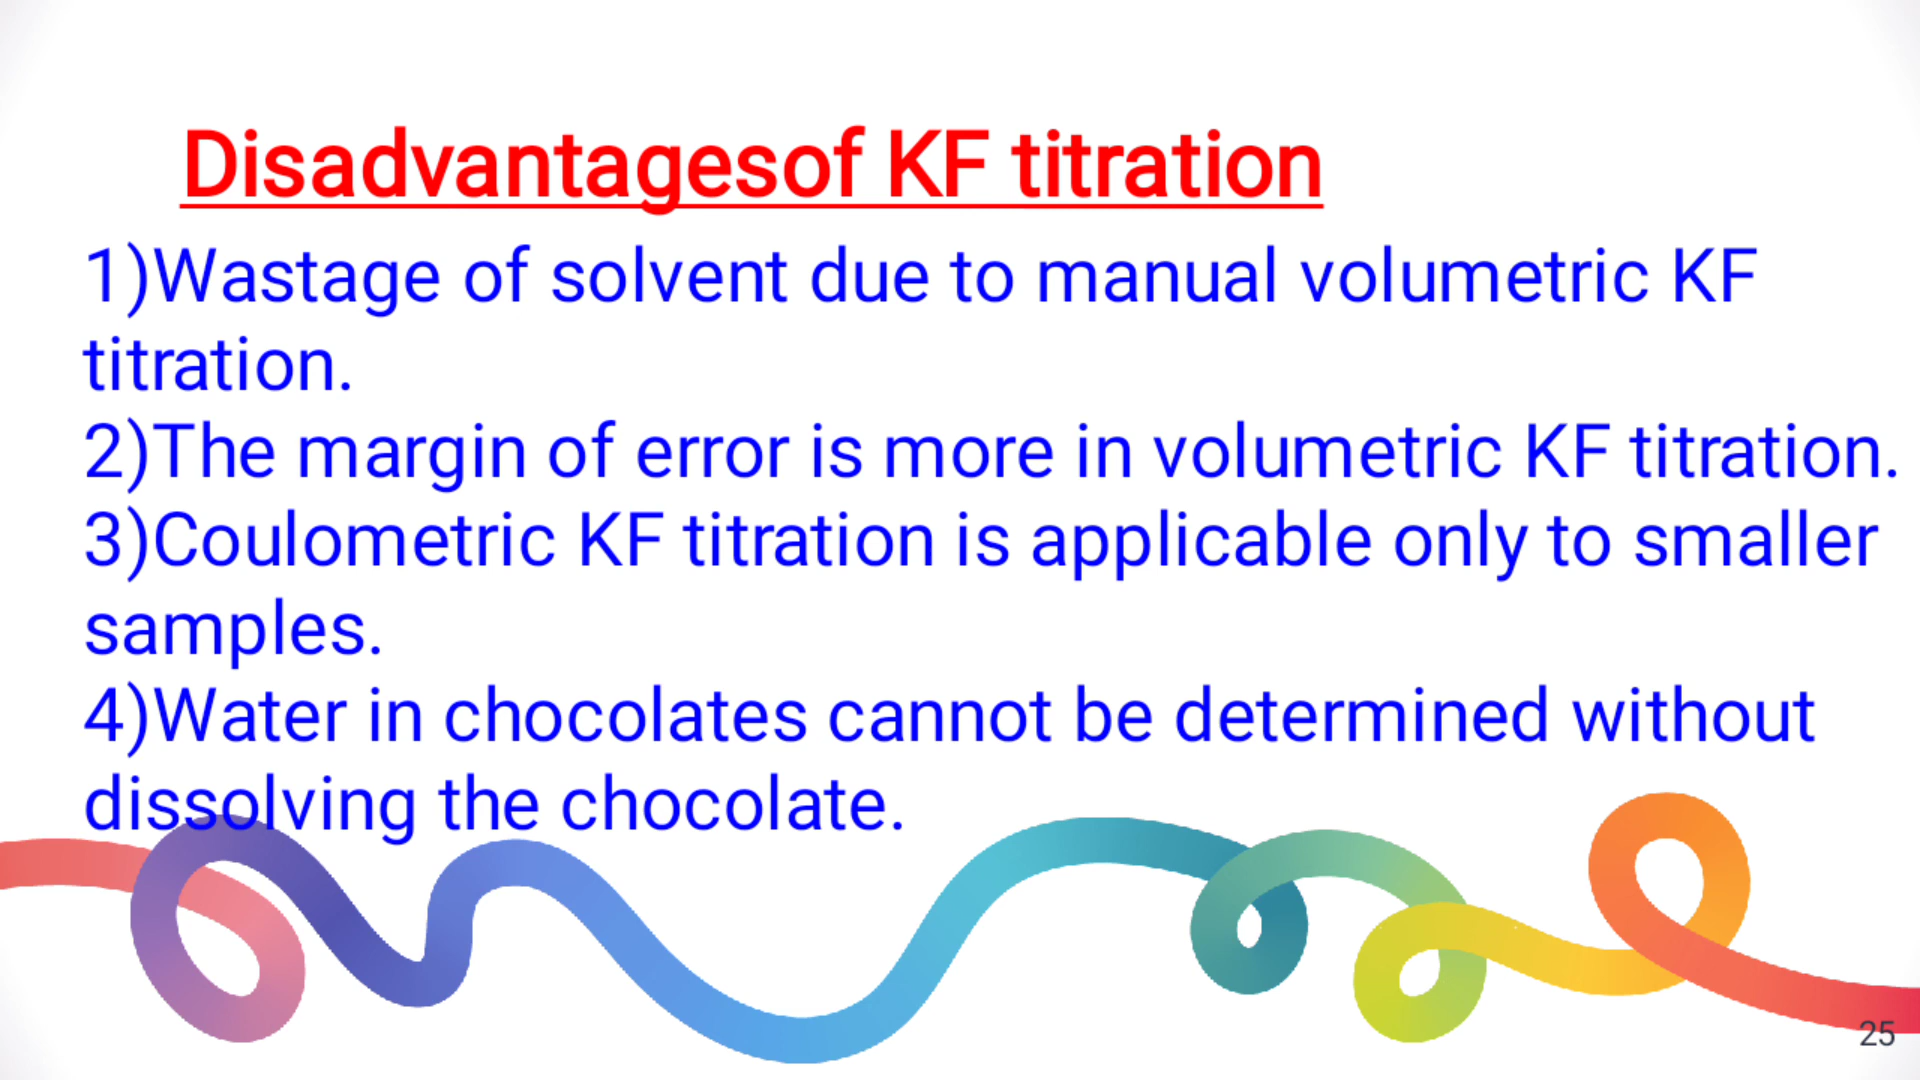 Disadvantagesof KF titration
1)Wastage of solvent due to manual volumetric KF
titration.
2)The margin of error is more in volumetric KF titration.
3)Coulometric KF titration is applicable only to smaller
samples.
4)Water in chocolates cannot be determined without
dissolving the chocolate.
25